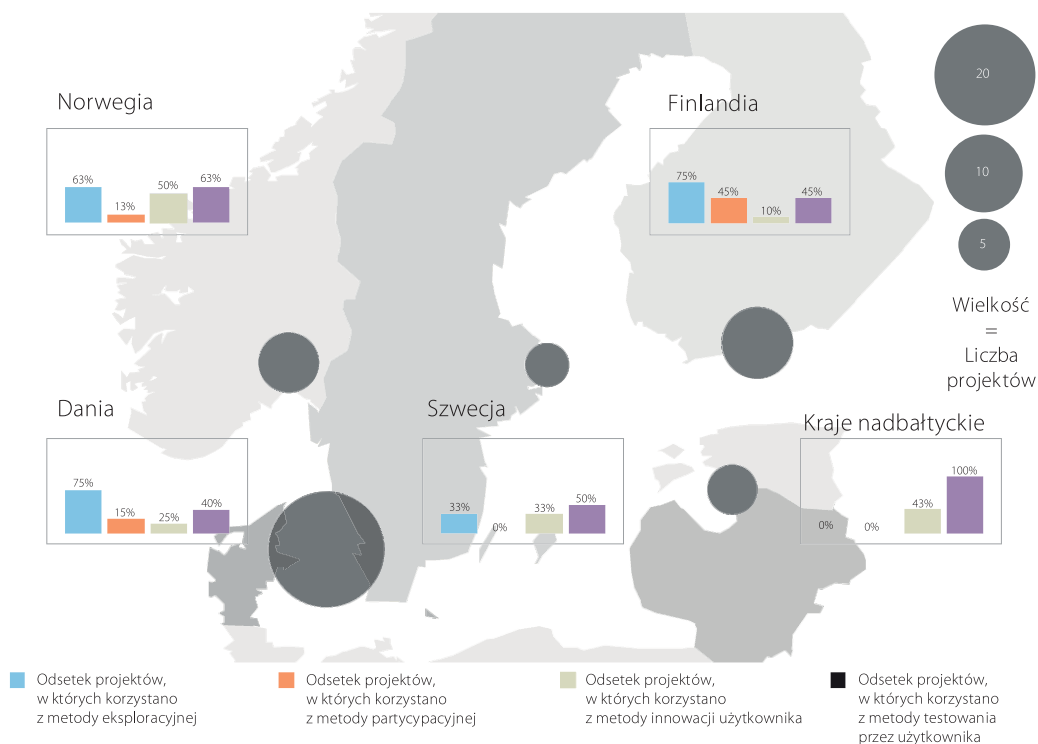 Norwegia
63%
13%
50%
63%
Finlandia
75%
45%
10%
45%
20
10
5
Wielkość
=
Liczba
projektów
Dania
75%
15%
25%
40%
Szwecja
33%
0%
33%
50%
Kraje nadbałtyckie
0%
0%
43%
100%
Odsetek projektów,
w których korzystano
z metody eksploracyjnej
Odsetek projektów,
w których korzystano
z metody partycypacyjnej
Odsetek projektów,
w których korzystano
z metody innowacji użytkownika
Odsetek projektów,
w których korzystano
z metody testowania
przez użytkownika